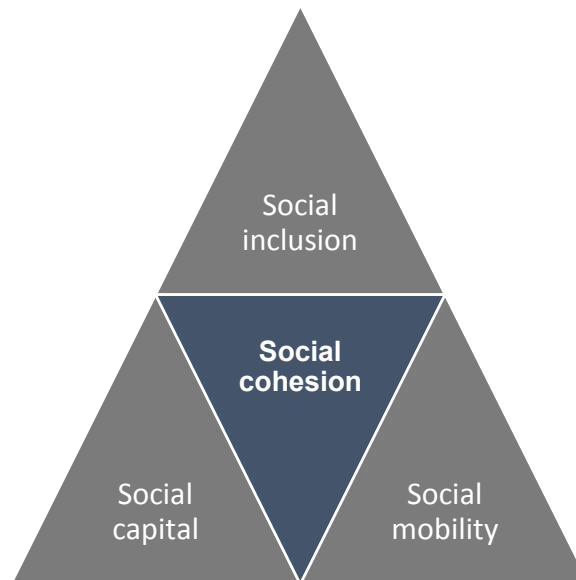 Social
inclusion
Social
cohesion
Social
capital
Social
mobility